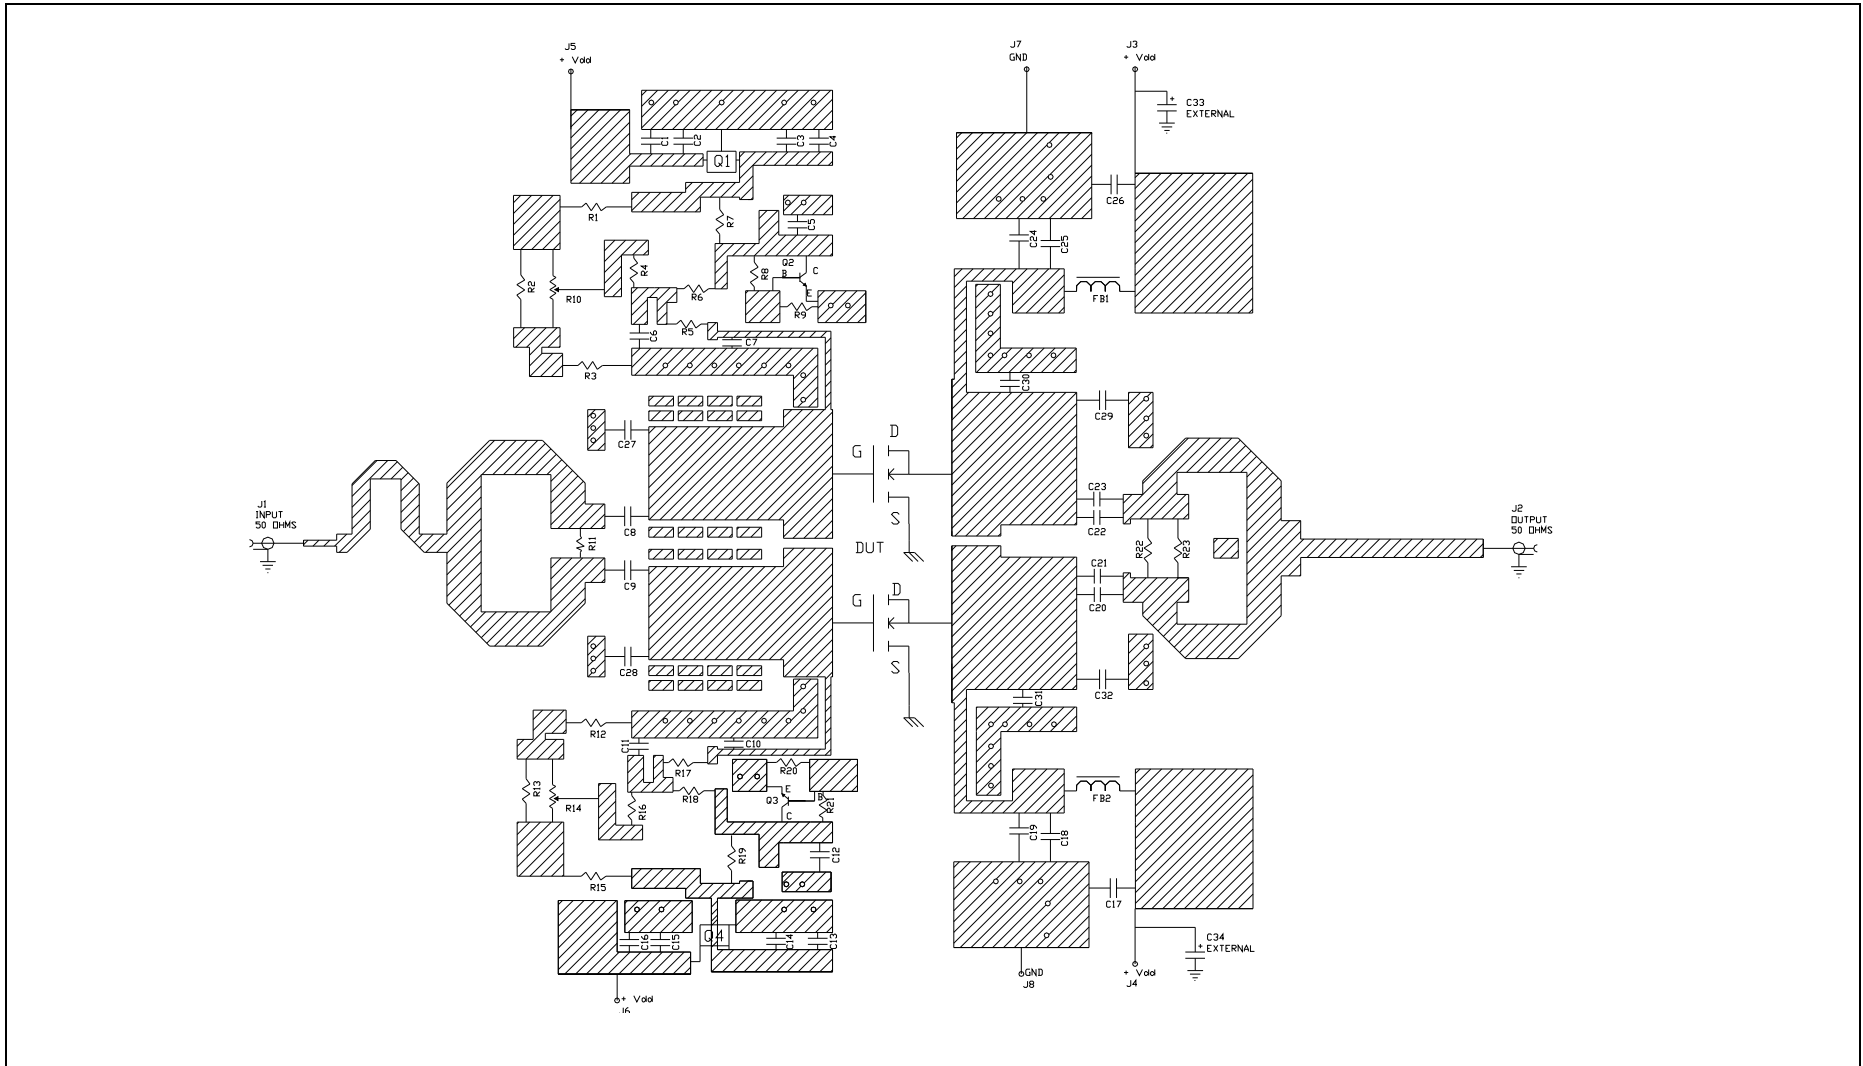 J5
+ Vdd
J7
GND
J3
+ Vdd
C33
+
EXTERNAL
C1
C2
Q1
C3
C4
R1
R7
C5
C26
C24
C25
R4
Q2
B
C
E
R8
R2
R10
R6
R9
FB1
C6
R5
C7
R3
C30
C29
C27
G
D
S
C23
C22
J1
INPUT
50 OHMS
C8
R11
DUT
R22
R23
J2
OUTPUT
50 OHMS
C9
C21
C20
G
D
S
C28
C32
C31
R12
C11
C10
R17
R20
R13
R14
R16
R18
E
Q3
B
C
R21
FB2
R19
C12
C19
C18
R15
C17
C16
C15
Q4
C14
C13
C34
+
EXTERNAL
GND
J8
+ Vdd
J4
+ Vdd
J6